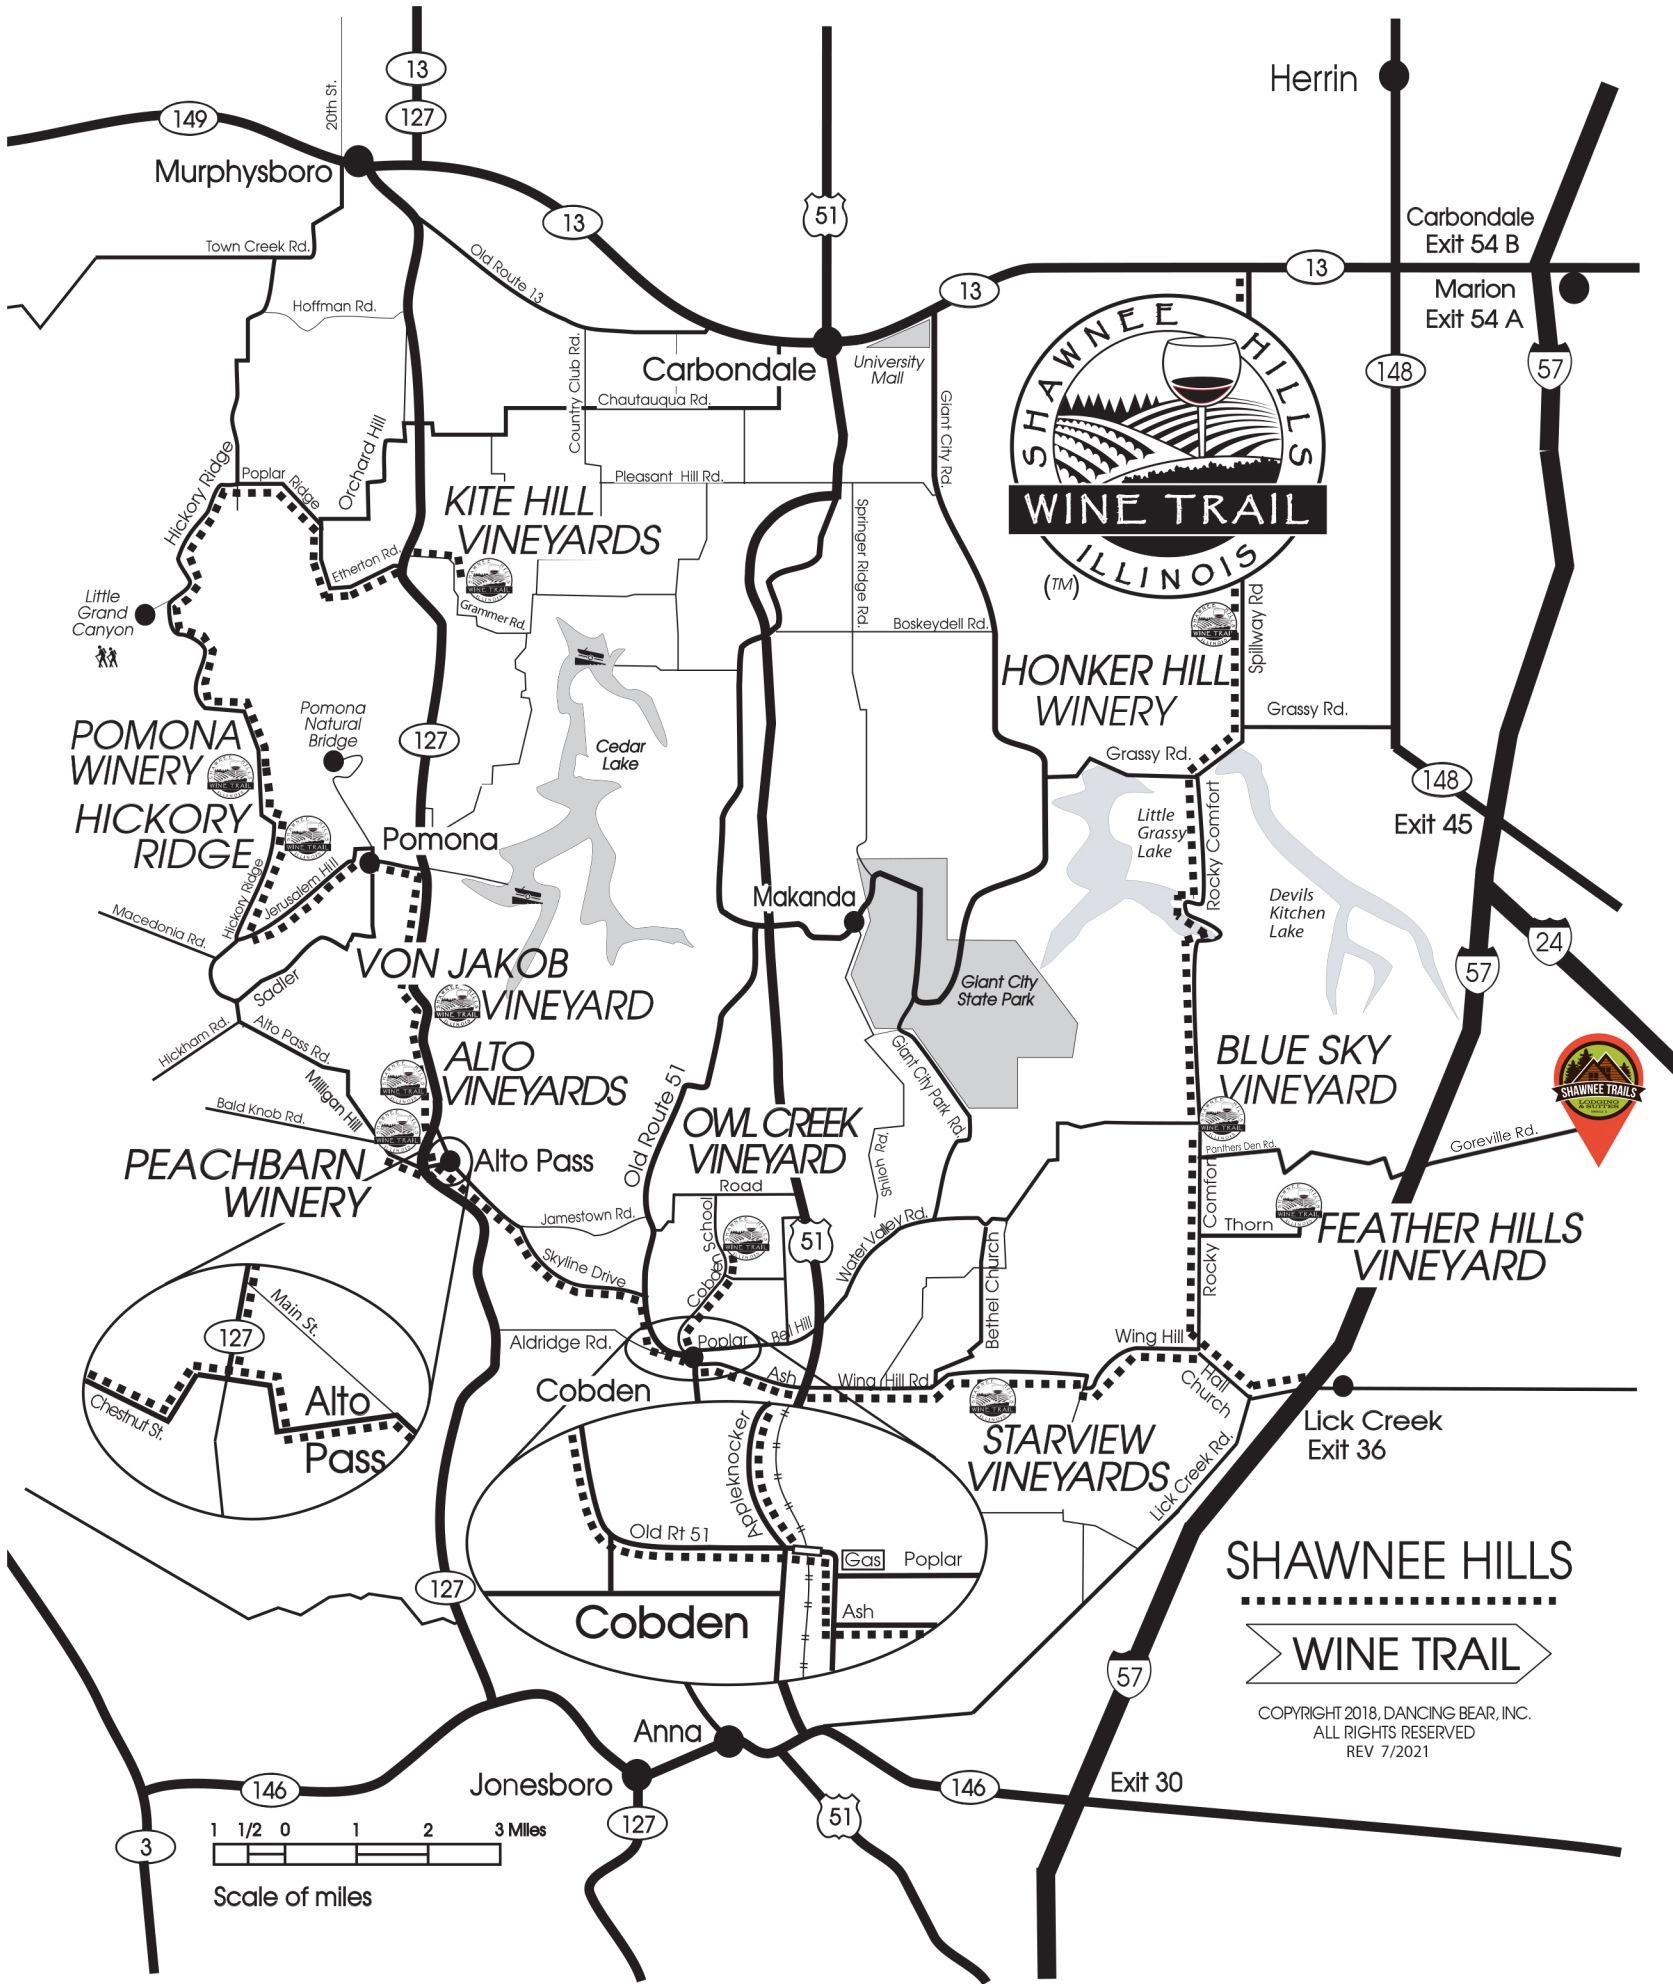 Herrin
13
20th St.
127
149
Murphysboro
51
13
Carbondale
Exit 54 B
Town Creek Rd.
Old Route 13
13
13
Marion
Exit 54 A
Hoffman Rd.
Country Club Rd.
Carbondale
University
Mall
57
148
SHAWNEE HILLS
WINE TRAIL
ILLINOIS
(TM)
Chautauqua Rd.
Giant City Rd.
Orchard Hill
Hickory Ridge
Poplar
Ridge
Pleasant Hill Rd.
KITE HILL
VINEYARDS
Springer Ridge Rd.
Etherton Rd.
Little
Grand
Canyon
Grammer Rd.
Boskeydell Rd.
Spillway Rd
HONKER HILL
WINERY
Grassy Rd.
Pomona
Natural
Bridge
POMONA
WINERY
127
Cedar
Lake
Grassy Rd.
148
Exit 45
HICKORY
RIDGE
Pomona
Little
Grassy
Lake
Rocky Comfort
Hickory Ridge
Jerusalem Hill
Makanda
Devils
Kitchen
Lake
Macedonia Rd.
24
57
VON JAKOB
VINEYARD
Sadler
Giant City
State Park
Hickham Rd.
Alto Pass Rd.
ALTO
VINEYARDS
Giant City Park Rd.
BLUE SKY
VINEYARD
SHAWNEE TRAILS
LODGING
& SUITES
Milligan Hill
Bald Knob Rd.
Old Route 51
OWL CREEK
VINEYARD
Shiloh Rd.
Goreville Rd.
Panthers Den Rd.
PEACHBARN
WINERY
Alto Pass
Road
Rocky Comfort
Thorn
Jamestown Rd.
Cobden School
51
Water Valley Rd.
FEATHER HILLS
VINEYARD
Skyline Drive
Bethel Church
Main St.
127
Aldridge Rd.
Poplar
Bell Hill
Wing Hill
Hall
Church
Cobden
Ash
Wing Hill Rd.
Chestnut St.
Alto
Pass
Lick Creek
Exit 36
STARVIEW
VINEYARDS
Appleknocker
Lick Creek Rd.
Old Rt 51
Gas
Poplar
Cobden
Ash
127
SHAWNEE HILLS
WINE TRAIL
57
COPYRIGHT 2018, DANCING BEAR, INC.
ALL RIGHTS RESERVED
REV 7/2021
Anna
Jonesboro
146
146
Exit 30
127
51
3
1 1/2 0 1 2 3 Miles
Scale of miles